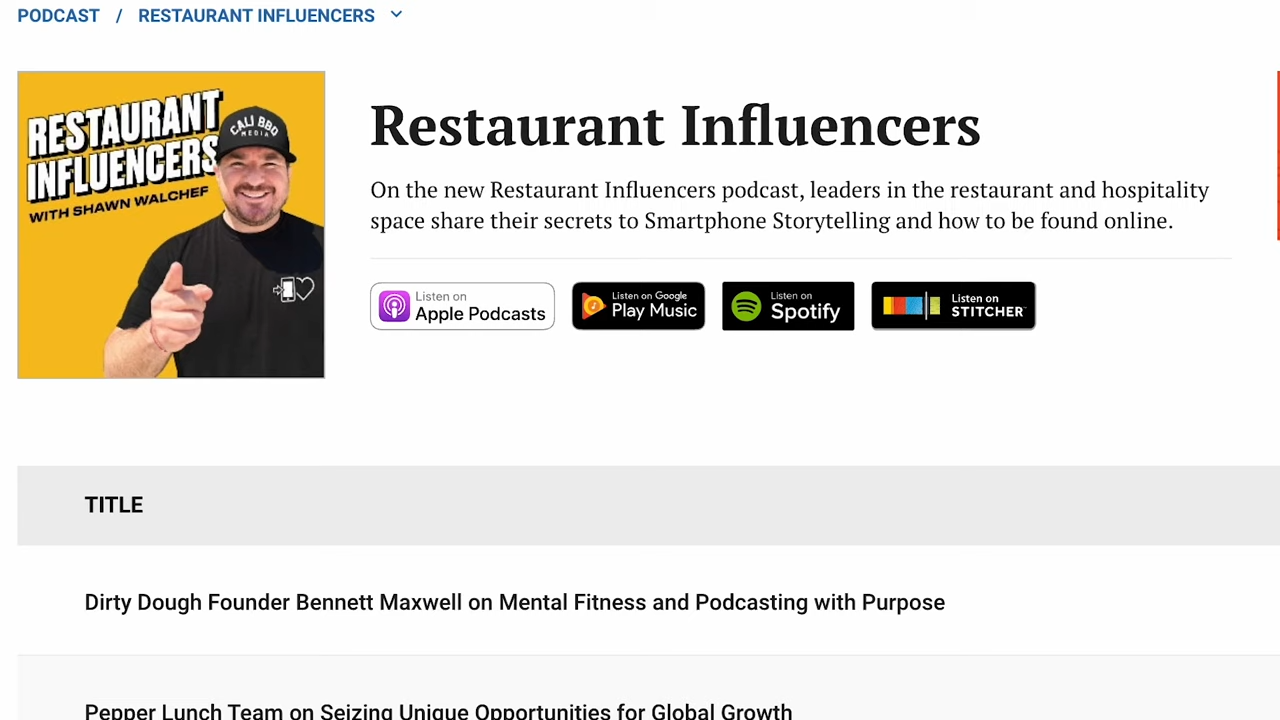 PODCAST / RESTAURANT INFLUENCERS
RESTAURANT
INFLUENCERS
WITH SHAWN WALCHEF
CALI BBQ
MEDIA
Restaurant Influencers
On the new Restaurant Influencers podcast, leaders in the restaurant and hospitality
space share their secrets to Smartphone Storytelling and how to be found online.
Listen on
Apple Podcasts
Listen on Google
Play Music
Listen on
Spotify
Listen on
STITCHER
TITLE
Dirty Dough Founder Bennett Maxwell on Mental Fitness and Podcasting with Purpose
Pepper Lunch Team on Seizing Unique Opportunities for Global Growth